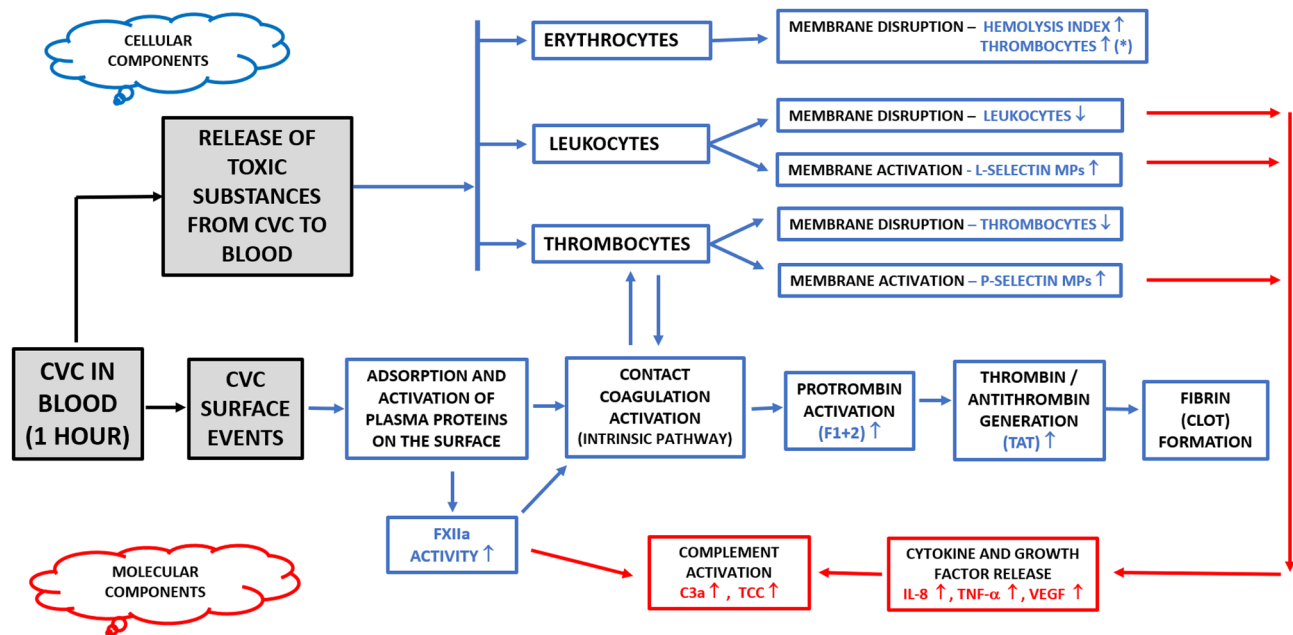 CELLULAR
COMPONENTS
ERYTHROCYTES
MEMBRANE DISRUPTION – HEMOLYSIS INDEX ↑
THROMBOCYTES ↑ (*)
RELEASE OF
TOXIC
SUBSTANCES
FROM CVC TO
BLOOD
LEUKOCYTES
MEMBRANE DISRUPTION – LEUKOCYTES ↓
MEMBRANE ACTIVATION - L-SELECTIN MPs ↑
THROMBOCYTES
MEMBRANE DISRUPTION – THROMBOCYTES ↓
MEMBRANE ACTIVATION – P-SELECTIN MPs ↑
CVC IN
BLOOD
(1 HOUR)
CVC
SURFACE
EVENTS
ADSORPTION AND
ACTIVATION OF
PLASMA PROTEINS
ON THE SURFACE
CONTACT
COAGULATION
ACTIVATION
(INTRINSIC PATHWAY)
PROTROMBIN
ACTIVATION
(F1+2) ↑
THROMBIN /
ANTITHROMBIN
GENERATION
(TAT) ↑
FIBRIN
(CLOT)
FORMATION
FXIIa
ACTIVITY ↑
MOLECULAR
COMPONENTS
COMPLEMENT
ACTIVATION
C3a ↑ , TCC ↑
CYTOKINE AND GROWTH
FACTOR RELEASE
IL-8 ↑ , TNF-α ↑ , VEGF ↑